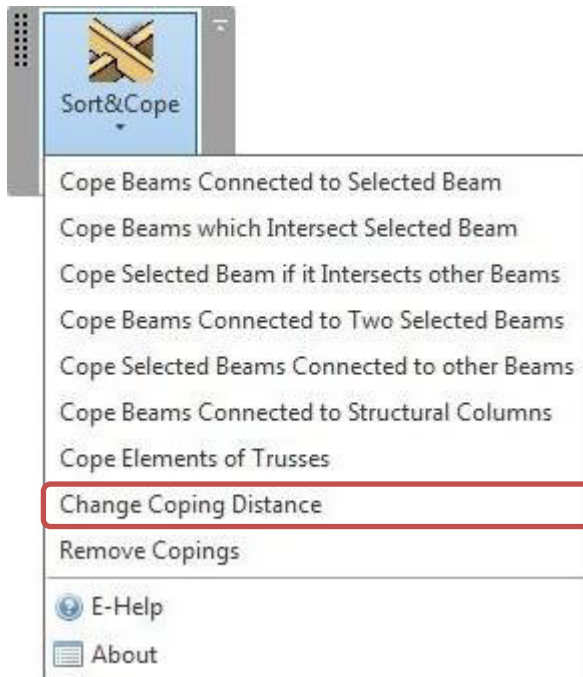 Sort&Cope
Cope Beams Connected to Selected Beam
Cope Beams which Intersect Selected Beam
Cope Selected Beam if it Intersects other Beams
Cope Beams Connected to Two Selected Beams
Cope Selected Beams Connected to other Beams
Cope Beams Connected to Structural Columns
Cope Elements of Trusses
Change Coping Distance
Remove Copings
E-Help
About